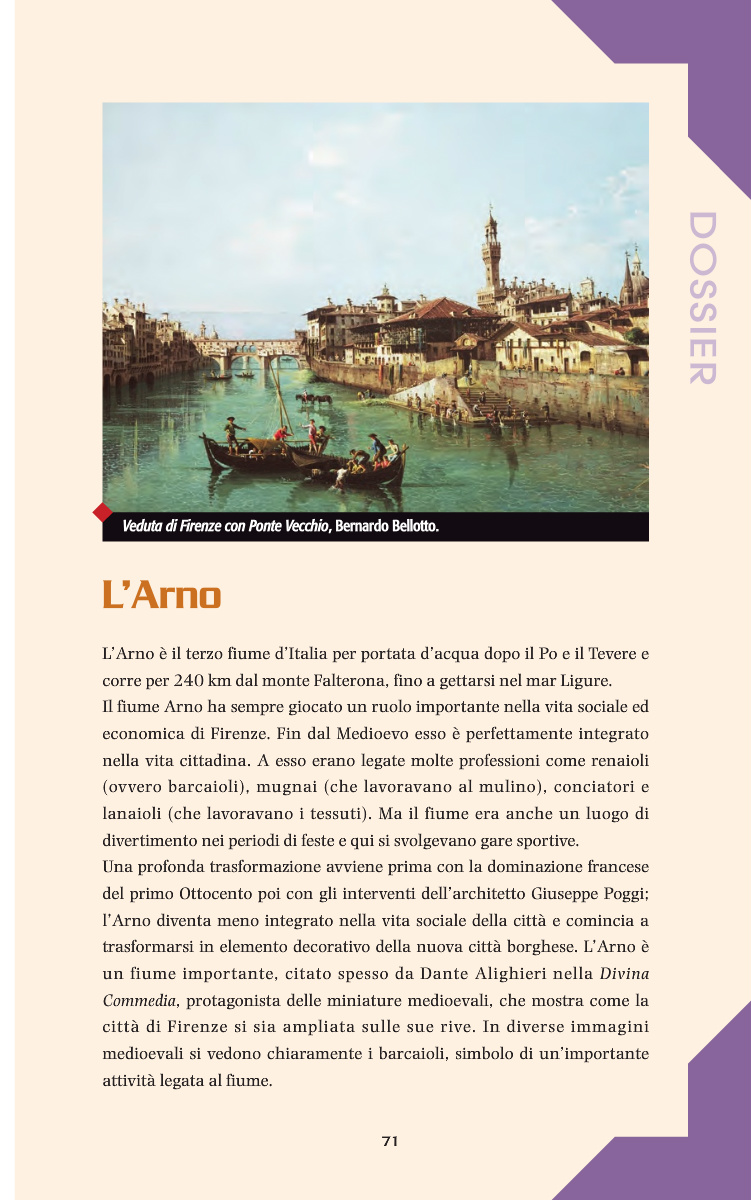 DOSSIER
Veduta di Firenze con Ponte Vecchio, Bernardo Bellotto.
L’Arno
L’Arno è il terzo fiume d’Italia per portata d’acqua dopo il Po e il Tevere e
corre per 240 km dal monte Falterona, fino a gettarsi nel mar Ligure.
Il fiume Arno ha sempre giocato un ruolo importante nella vita sociale ed
economica di Firenze. Fin dal Medioevo esso è perfettamente integrato
nella vita cittadina. A esso erano legate molte professioni come renaioli
(ovvero barcaioli), mugnai (che lavoravano al mulino), conciatori e
lanaioli (che lavoravano i tessuti). Ma il fiume era anche un luogo di
divertimento nei periodi di feste e qui si svolgevano gare sportive.
Una profonda trasformazione avviene prima con la dominazione francese
del primo Ottocento poi con gli interventi dell’architetto Giuseppe Poggi;
l’Arno diventa meno integrato nella vita sociale della città e comincia a
trasformarsi in elemento decorativo della nuova città borghese. L’Arno è
un fiume importante, citato spesso da Dante Alighieri nella Divina
Commedia, protagonista delle miniature medioevali, che mostra come la
città di Firenze si sia ampliata sulle sue rive. In diverse immagini
medioevali si vedono chiaramente i barcaioli, simbolo di un’importante
attività legata al fiume.
71